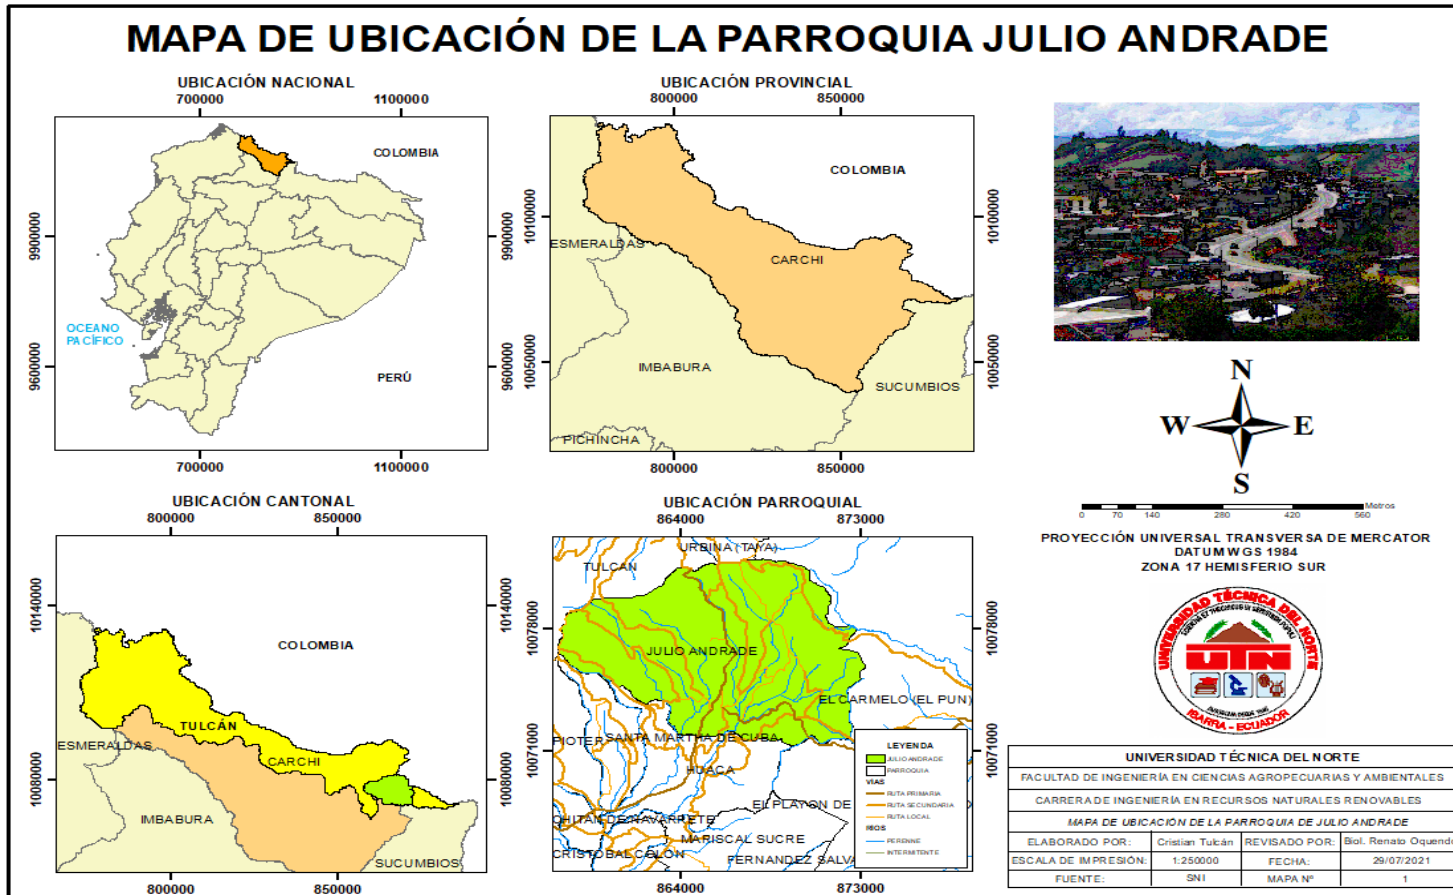 MAPA DE UBICACIÓN DE LA PARROQUIA JULIO ANDRADE
UBICACIÓN NACIONAL
700000 1100000
COLOMBIA
9900000 9900000
OCEANO
PACÍFICO
9600000 9600000
PERÚ
700000 1100000
UBICACIÓN PROVINCIAL
800000 850000
COLOMBIA
10100000 10100000
ESMERALDAS
CARCHI
10050000 10050000
IMBABURA
SUCUMBIOS
PICHINCHA
800000 850000
N
W E
S
0 70 140 280 420 560 Metros
PROYECCIÓN UNIVERSAL TRANSVERSA DE MERCATOR
DATUM WGS 1984
ZONA 17 HEMISFERIO SUR
UBICACIÓN CANTONAL
800000 850000
10140000 10140000
COLOMBIA
TULCÁN
ESMERALDAS
CARCHI
10080000 10080000
IMBABURA
SUCUMBIOS
800000 850000
UBICACIÓN PARROQUIAL
864000 873000
URBINA (TAYA)
TULCAN
10078000 10078000
JULIO ANDRADE
EL CARMELO (EL PUN)
PIOTER
SANTA MARTHA DE CUBA
10071000 10071000
HUACA
EL PLAYON DE
CHITAN DE NAVARRETE
MARISCAL SUCRE
CRISTOBAL COLON
FERNANDEZ SALVA
864000 873000
LEYENDA
JULIO ANDRADE
PARROQUIA
VIAS
RUTA PRIMARIA
RUTA SECUNDARIA
RUTA LOCAL
RIOS
PERENNE
INTERMITENTE
UNIVERSIDAD TÉCNICA DEL NORTE
UTN
IBARRA - ECUADOR
UNIVERSIDAD TÉCNICA DEL NORTE
FACULTAD DE INGENIERÍA EN CIENCIAS AGROPECUARIAS Y AMBIENTALES
CARRERA DE INGENIERÍA EN RECURSOS NATURALES RENOVABLES
MAPA DE UBICACIÓN DE LA PARROQUIA DE JULIO ANDRADE
ELABORADO POR: Cristian Tulcán REVISADO POR: Biol. Renato Oquendo
ESCALA DE IMPRESIÓN: 1:250000 FECHA: 29/07/2021
FUENTE: SNI MAPA Nº 1